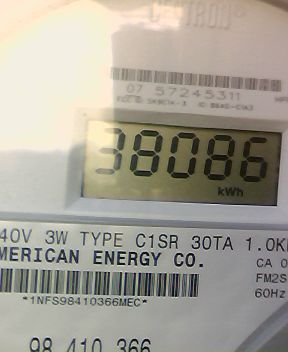 CENTRON
07 57245311
38086
kWh
40V 3W TYPE C1SR 30TA 1.0K
MERICAN ENERGY CO.
CA 0
FM2S
60Hz
*1NFS98410366MEC*
98 410 366